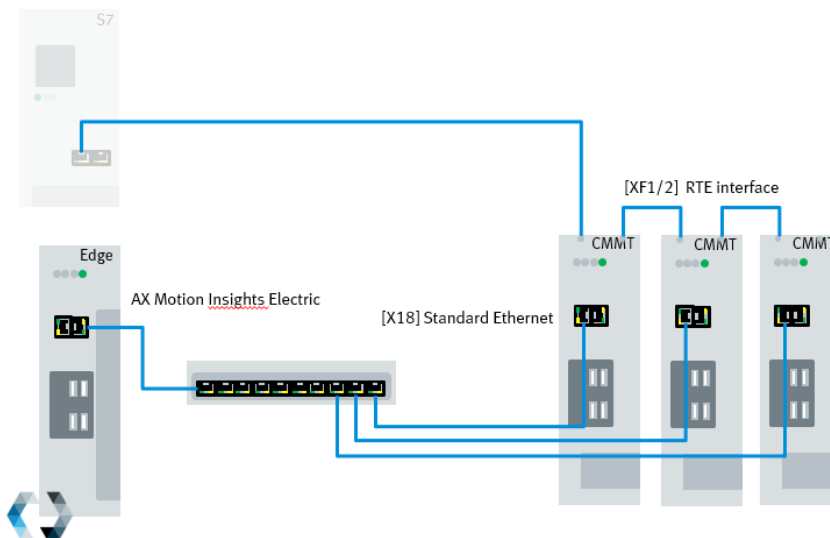 S7
[XF1/2] RTE interface
CMMT
CMMT
CMMT
Edge
AX Motion Insights Electric
[X18] Standard Ethernet